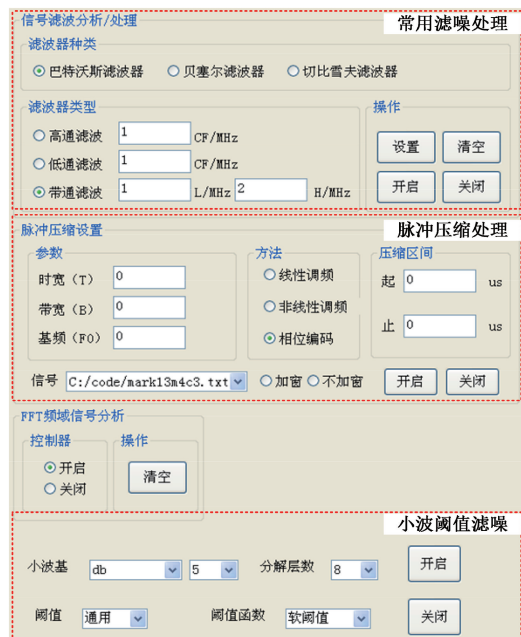 信号滤波分析/处理 常用滤噪处理
滤波器种类
巴特沃斯滤波器 贝塞尔滤波器 切比雪夫滤波器
滤波器类型 操作
高通滤波 1 CF/MHz 设置 清空
低通滤波 1 CF/MHz
带通滤波 1 L/MHz 2 H/MHz 开启 关闭
脉冲压缩设置 脉冲压缩处理
参数 方法 压缩区间
时宽（T） 0 线性调频 起 0 us
带宽（B） 0 非线性调频
基频（F0） 0 相位编码 止 0 us
信号 C:/code/mark13m4c3.txt 加窗 不加窗 开启 关闭
FFT频域信号分析
控制器 操作
开启 清空
关闭
小波阈值滤噪
小波基 db 5 分解层数 8 开启
阈值 通用 阈值函数 软阈值 关闭